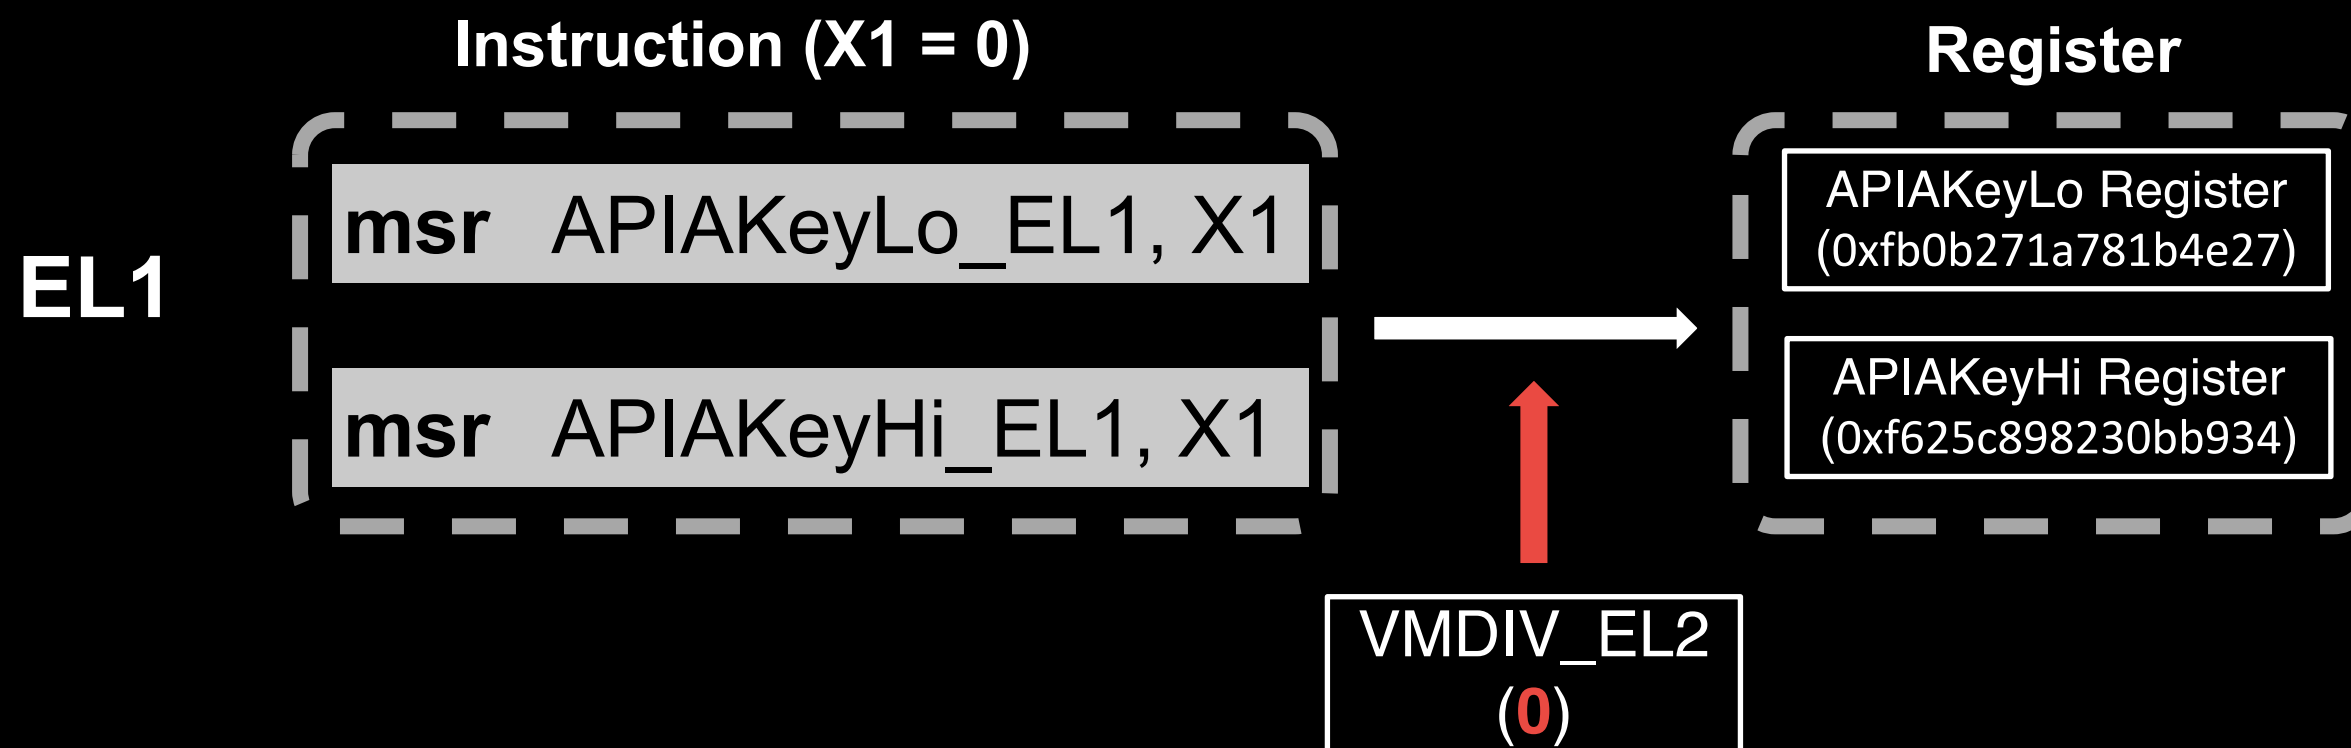 Instruction (X1 = 0)
Register
EL1
msr APIAKeyLo_EL1, X1
msr APIAKeyHi_EL1, X1
APIAKeyLo Register
(0xfb0b271a781b4e27)
APIAKeyHi Register
(0xf625c898230bb934)
VMDIV_EL2
(0)